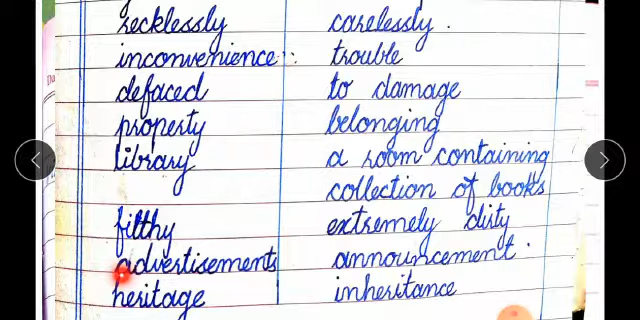 recklessly carelessly .
inconvenience : trouble
defaced to damage
property belonging
library a room containing
collection of books
filthy extremely dirty
advertisements announcement .
heritage inheritance